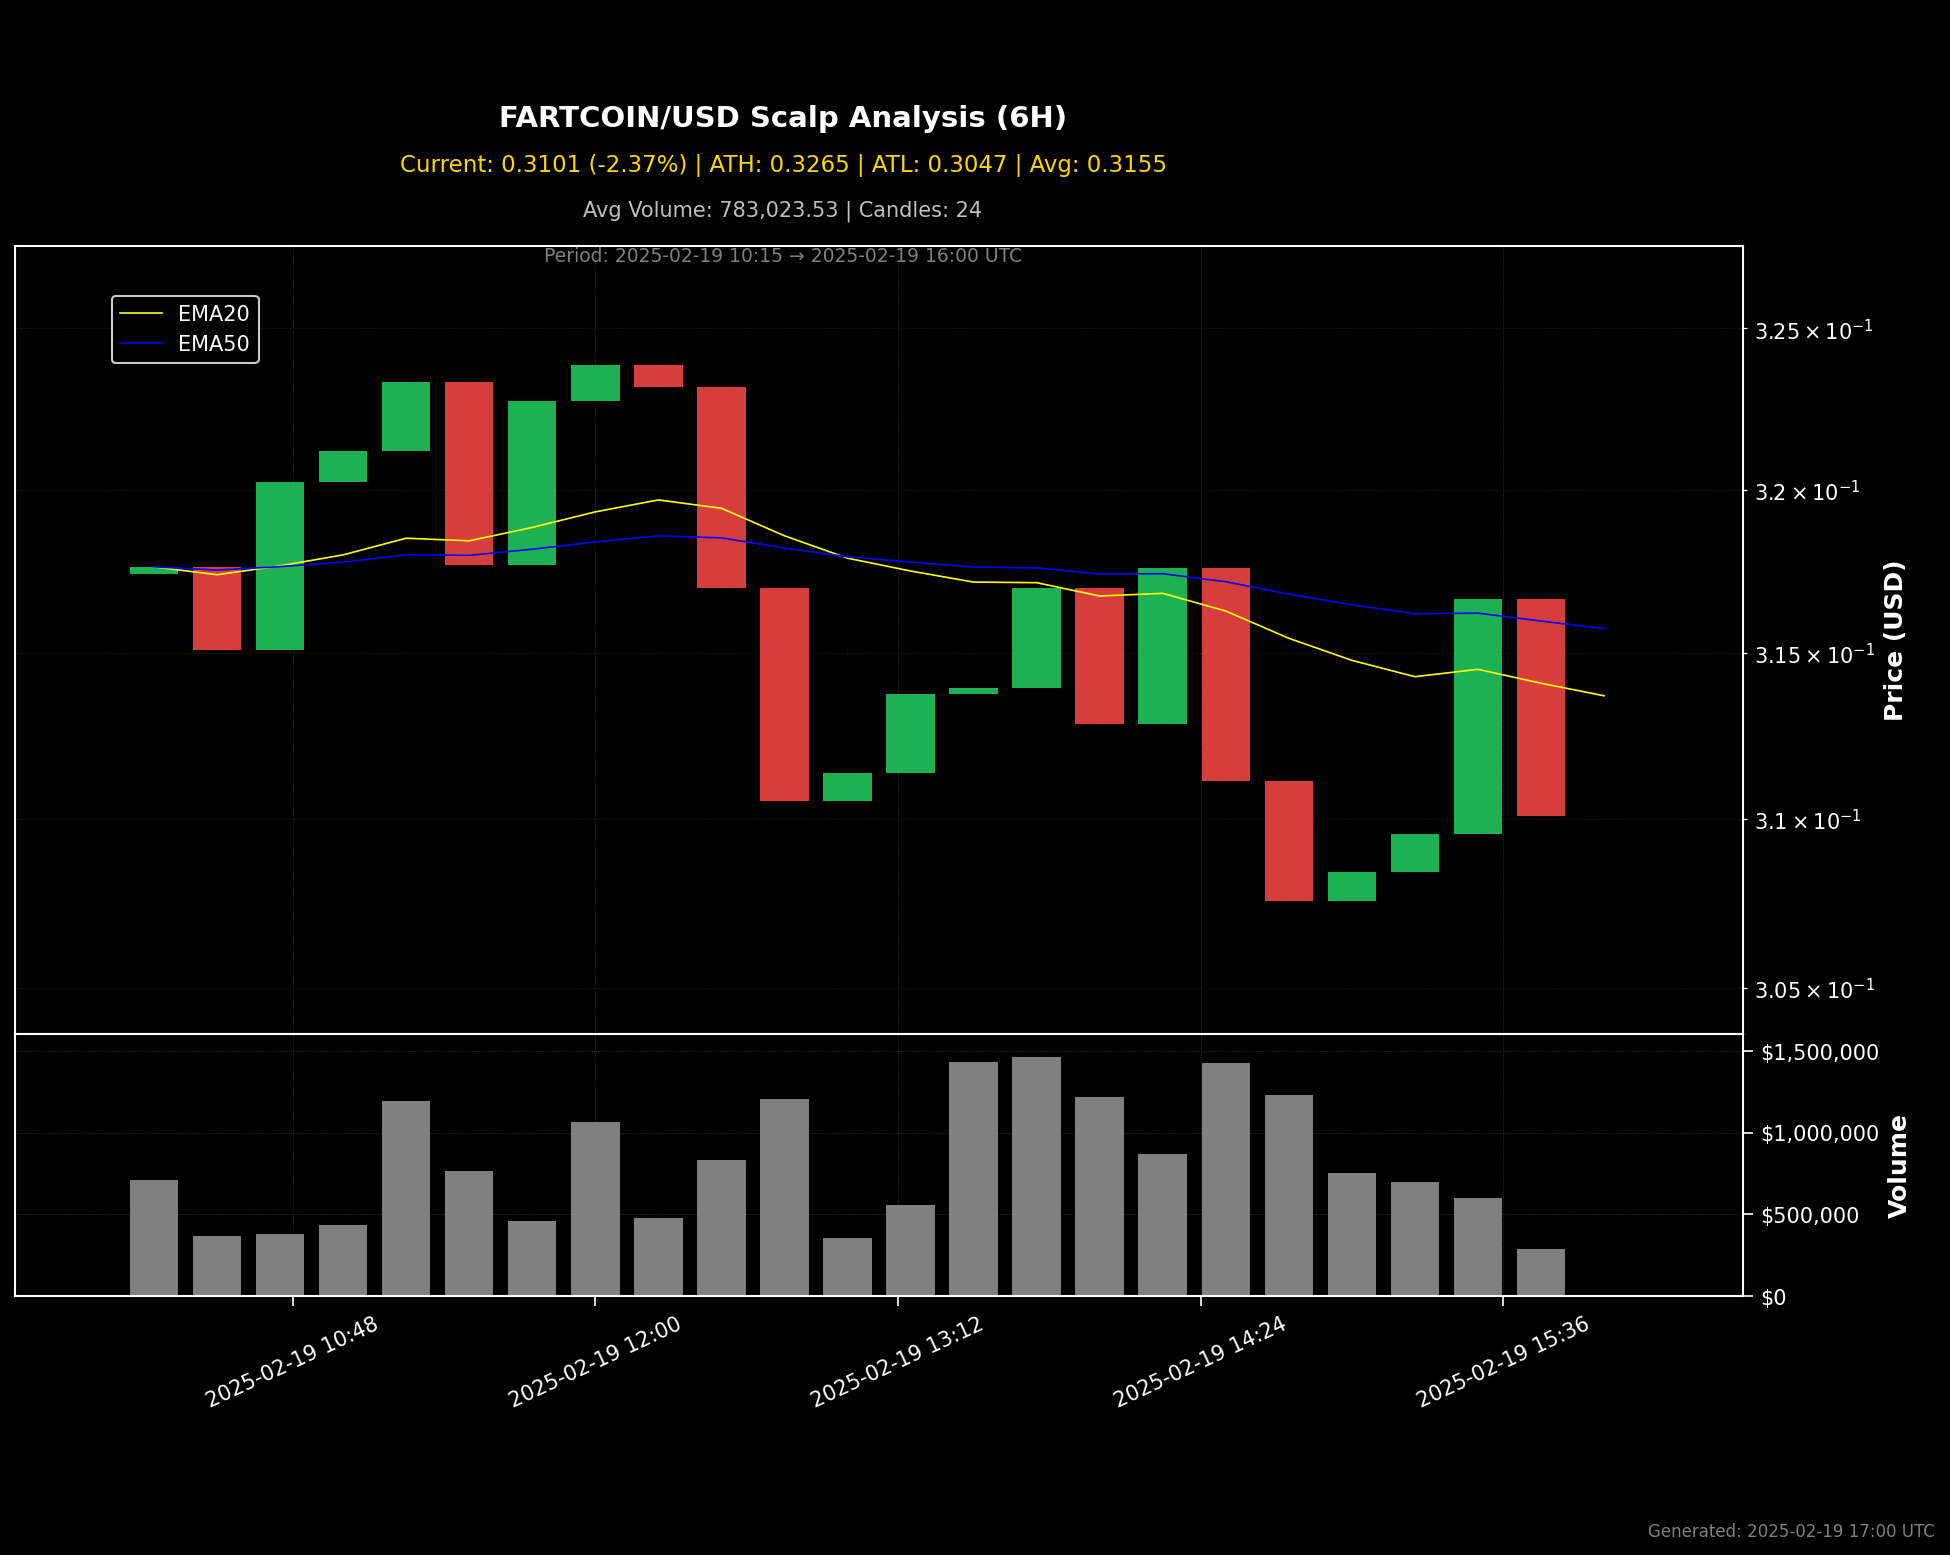 FARTCOIN/USD Scalp Analysis (6H)
Current: 0.3101 (-2.37%) | ATH: 0.3265 | ATL: 0.3047 | Avg: 0.3155
Avg Volume: 783,023.53 | Candles: 24
Period: 2025-02-19 10:15 → 2025-02-19 16:00 UTC
EMA20
EMA50
3.25 × 10⁻¹
3.2 × 10⁻¹
3.15 × 10⁻¹
3.1 × 10⁻¹
3.05 × 10⁻¹
Price (USD)
$1,500,000
$1,000,000
$500,000
$0
Volume
2025-02-19 10:48
2025-02-19 12:00
2025-02-19 13:12
2025-02-19 14:24
2025-02-19 15:36
Generated: 2025-02-19 17:00 UTC